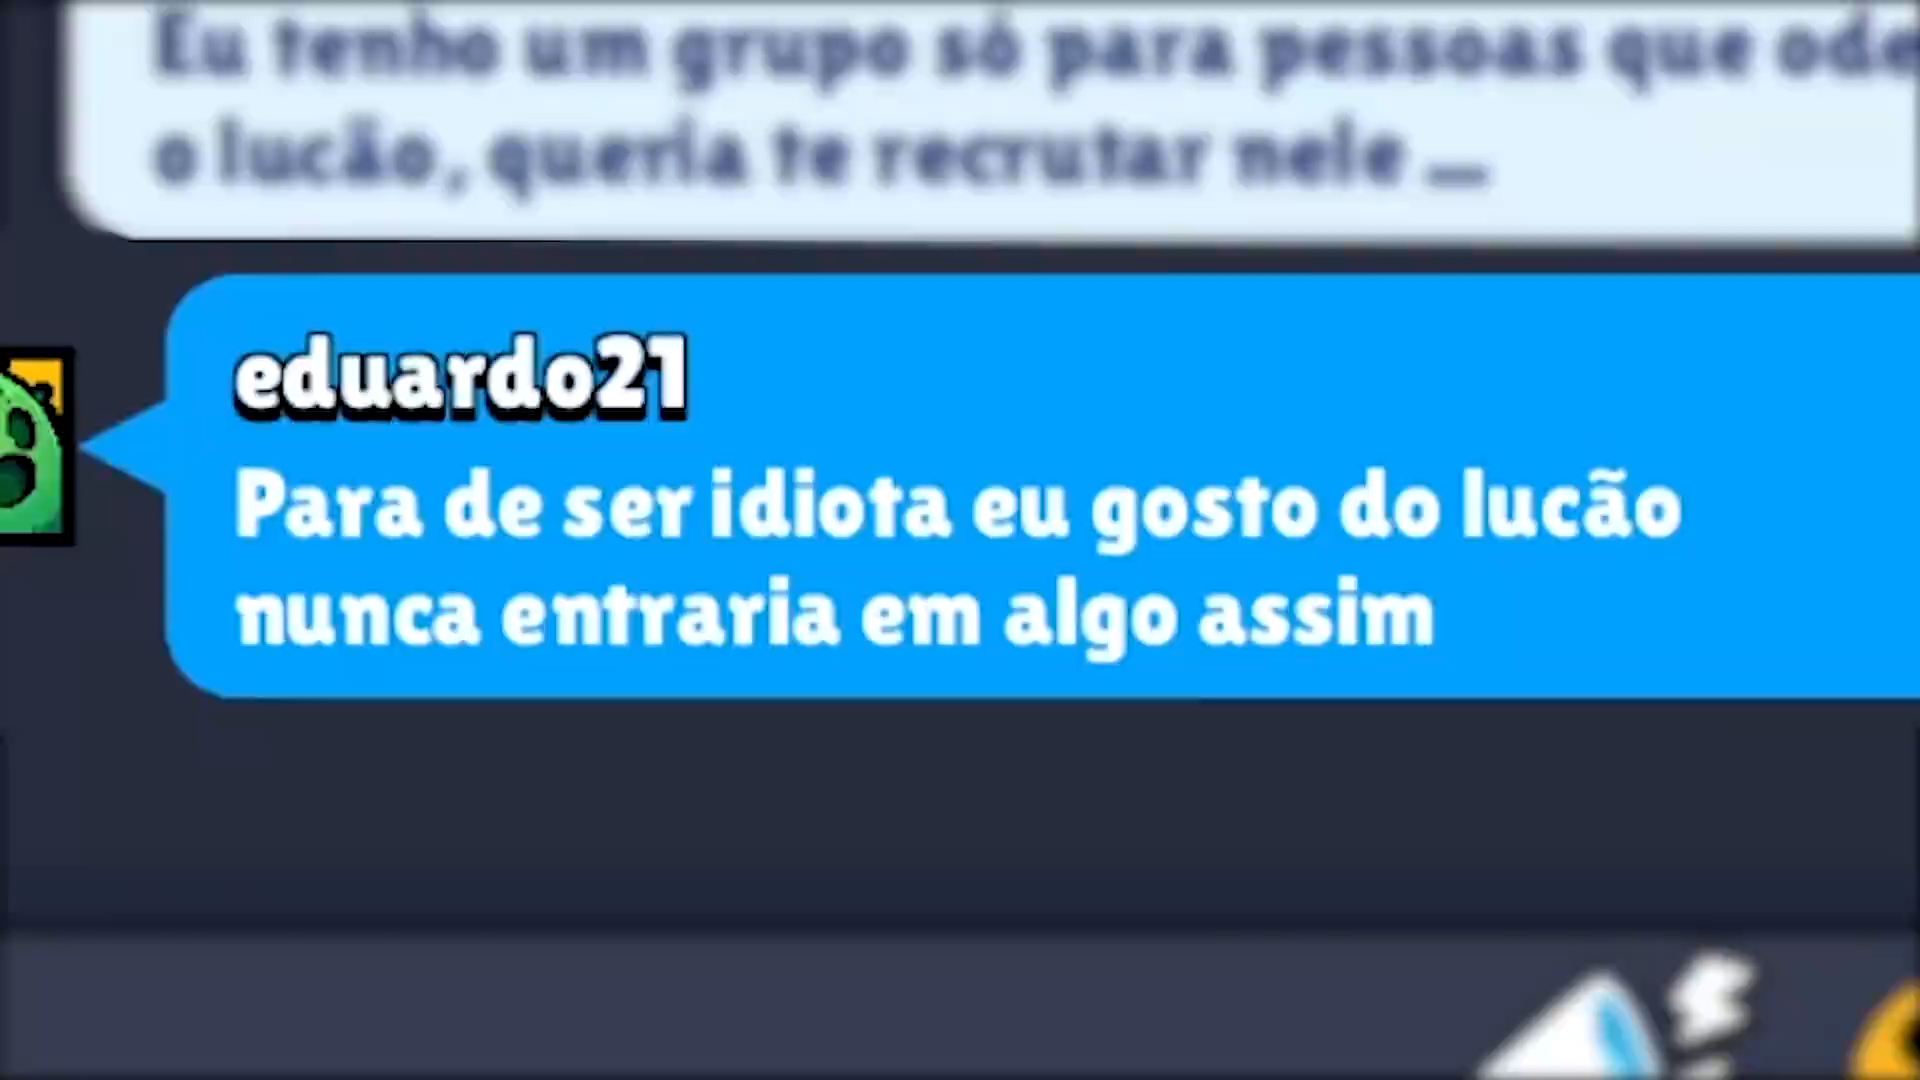 Eu tenho um grupo só para pessoas que ode
o lucão, queria te recrutar nele ...
eduardo21
Para de ser idiota eu gosto do lucão
nunca entraria em algo assim